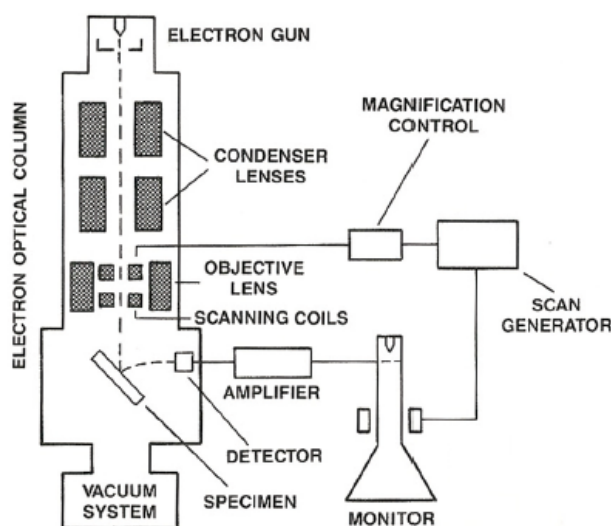 ELECTRON GUN
MAGNIFICATION
CONTROL
ELECTRON OPTICAL COLUMN
CONDENSER
LENSES
OBJECTIVE
LENS
SCANNING COILS
SCAN
GENERATOR
AMPLIFIER
DETECTOR
VACUUM
SYSTEM
SPECIMEN
MONITOR